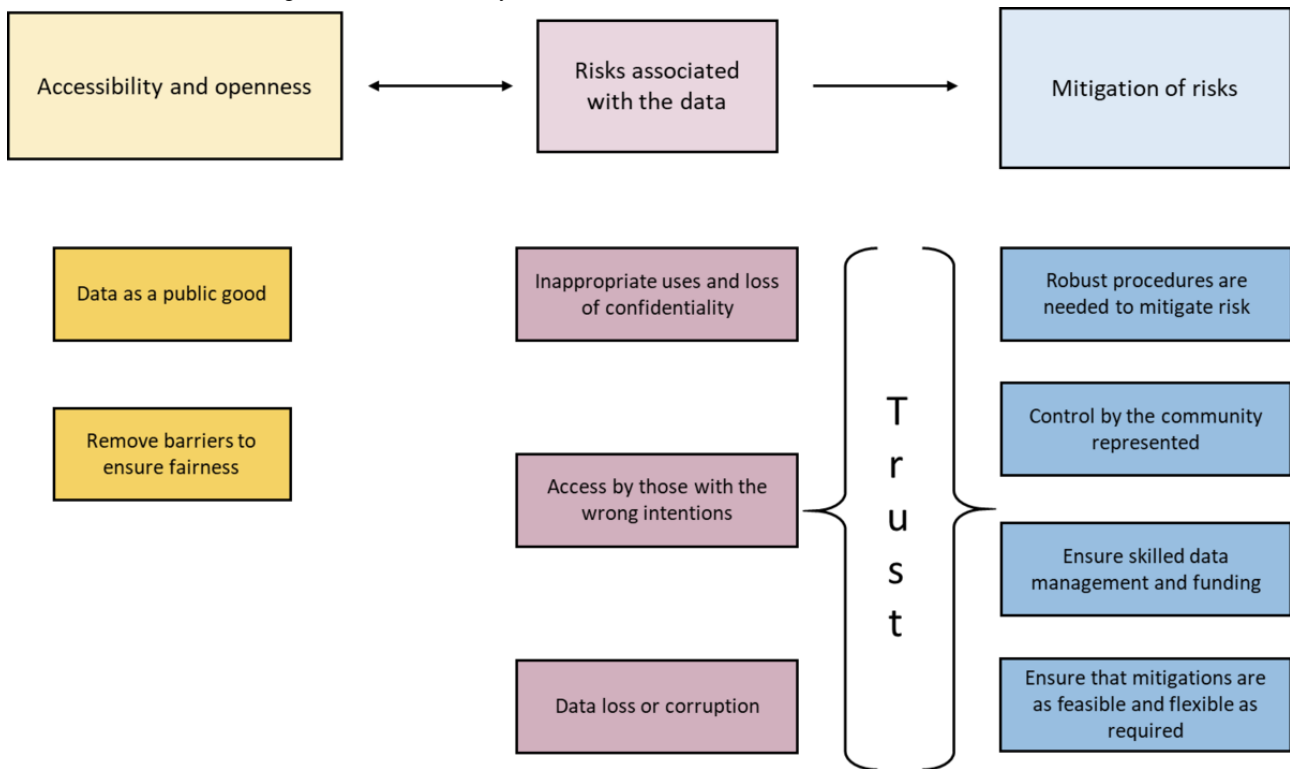 Accessibility and openness
Risks associated
with the data
Mitigation of risks
Data as a public good
Remove barriers to
ensure fairness
Inappropriate uses and loss
of confidentiality
Access by those with the
wrong intentions
Data loss or corruption
Trust
Robust procedures are
needed to mitigate risk
Control by the community
represented
Ensure skilled data
management and funding
Ensure that mitigations are
as feasible and flexible as
required